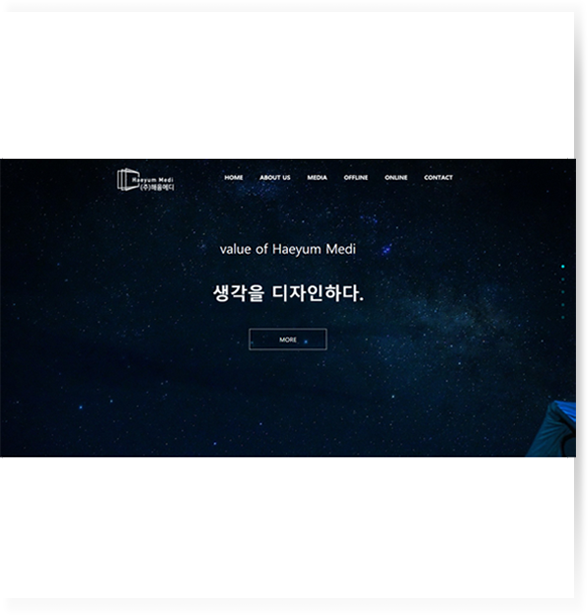 Haeyum Medi
(주)해윰메디
HOME ABOUT US MEDIA OFFLINE ONLINE CONTACT
value of Haeyum Medi
생각을 디자인하다.
MORE